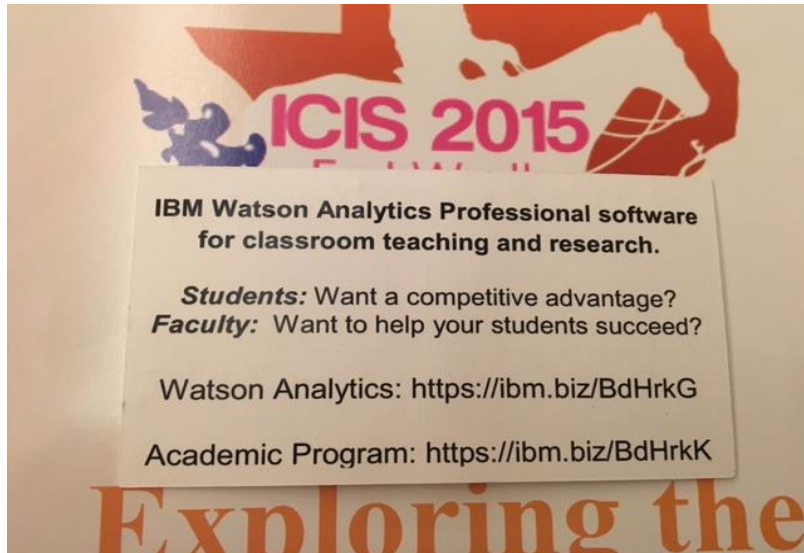 ICIS 2015
IBM Watson Analytics Professional software
for classroom teaching and research.
Students: Want a competitive advantage?
Faculty: Want to help your students succeed?
Watson Analytics: https://ibm.biz/BdHrkG
Academic Program: https://ibm.biz/BdHrkK
Exploring the